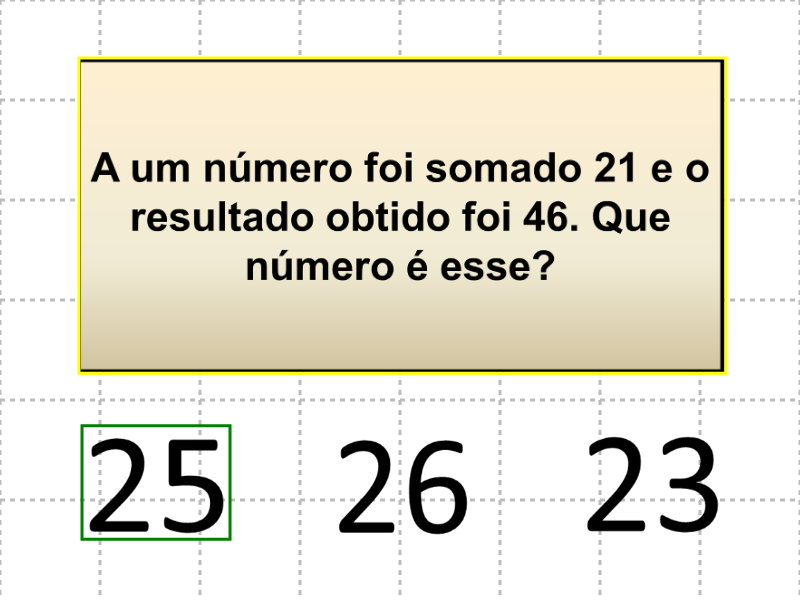 A um número foi somado 21 e o
resultado obtido foi 46. Que
número é esse?
25 26 23